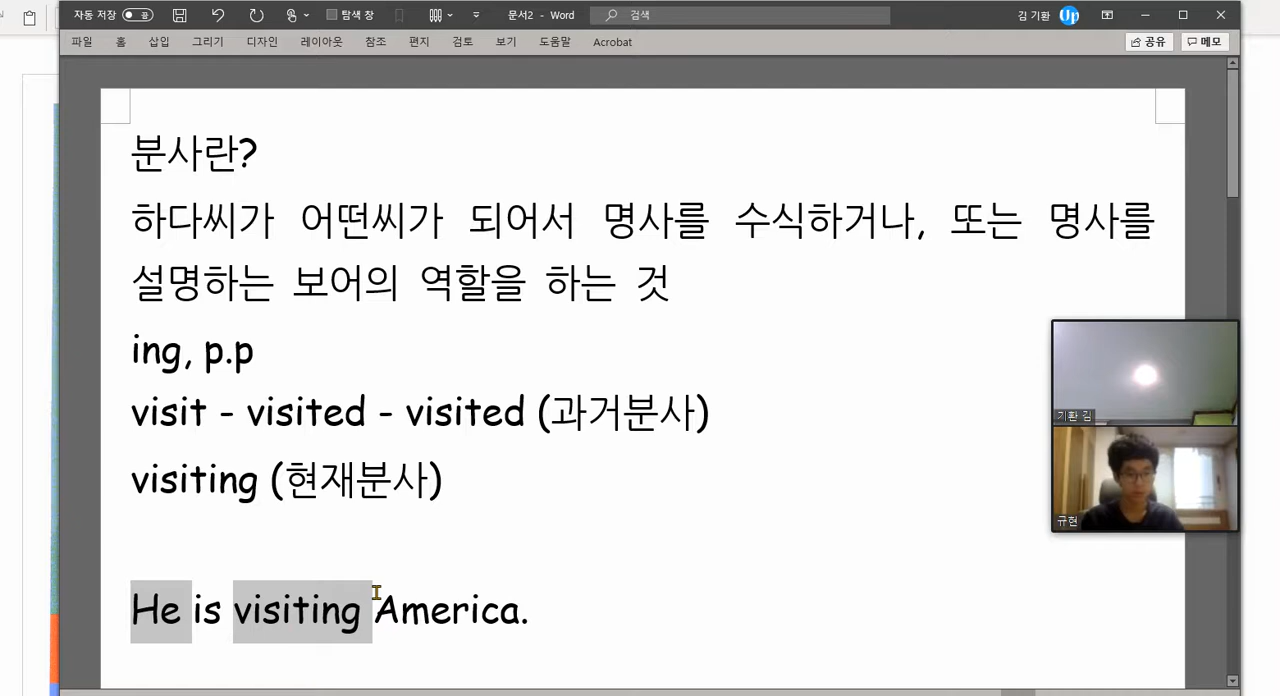 자동 저장 끔 탐색 창 문서2 - Word 검색 김 기환 Up
파일 홈 삽입 그리기 디자인 레이아웃 참조 편지 검토 보기 도움말 Acrobat 공유 메모
분사란?
하다씨가 어떤씨가 되어서 명사를 수식하거나, 또는 명사를
설명하는 보어의 역할을 하는 것
ing, p.p
visit - visited - visited (과거분사)
visiting (현재분사)
He is visiting America.
기환 김
규현